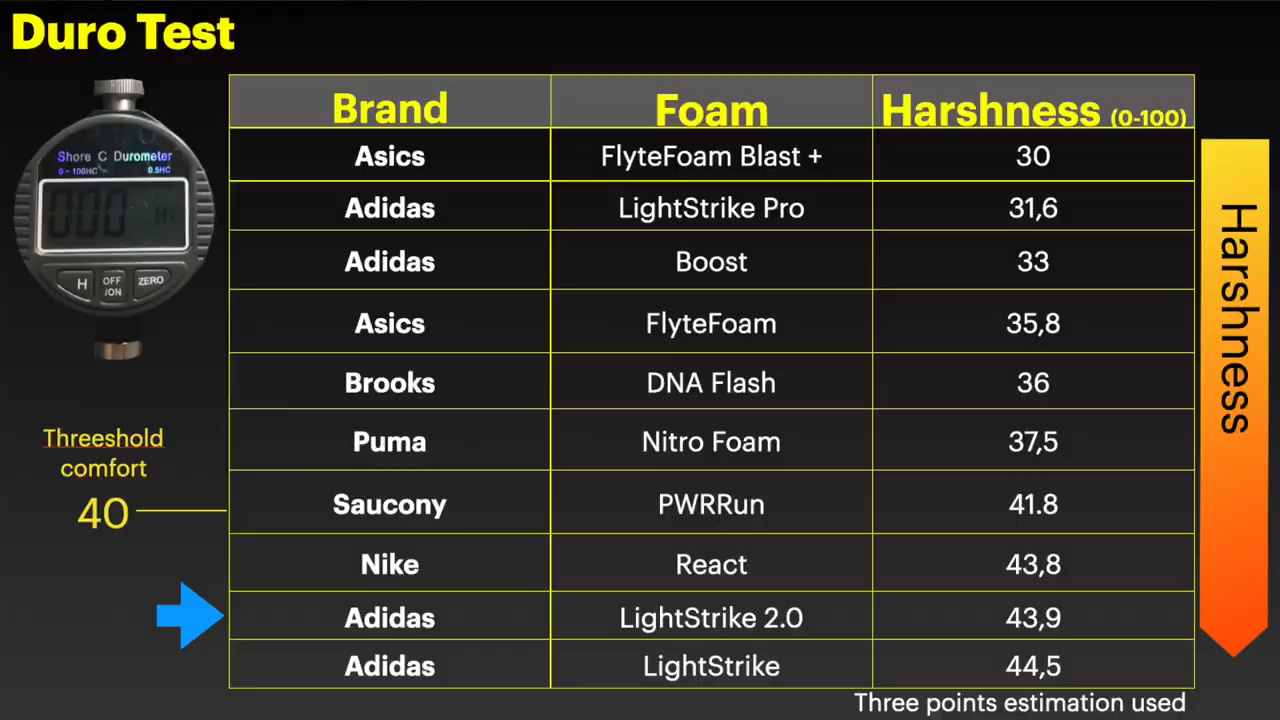 Duro Test
Shore C Durometer
0~100HC 0.5HC
000 HC
H OFF/ON ZERO
Threeshold
comfort
40
Brand Foam Harshness (0-100)
Asics FlyteFoam Blast + 30
Adidas LightStrike Pro 31,6
Adidas Boost 33
Asics FlyteFoam 35,8
Brooks DNA Flash 36
Puma Nitro Foam 37,5
Saucony PWRRun 41.8
Nike React 43,8
Adidas LightStrike 2.0 43,9
Adidas LightStrike 44,5
Harshness
Three points estimation used